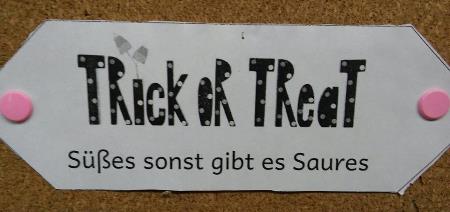 TRicK oR TReaT
Süßes sonst gibt es Saures